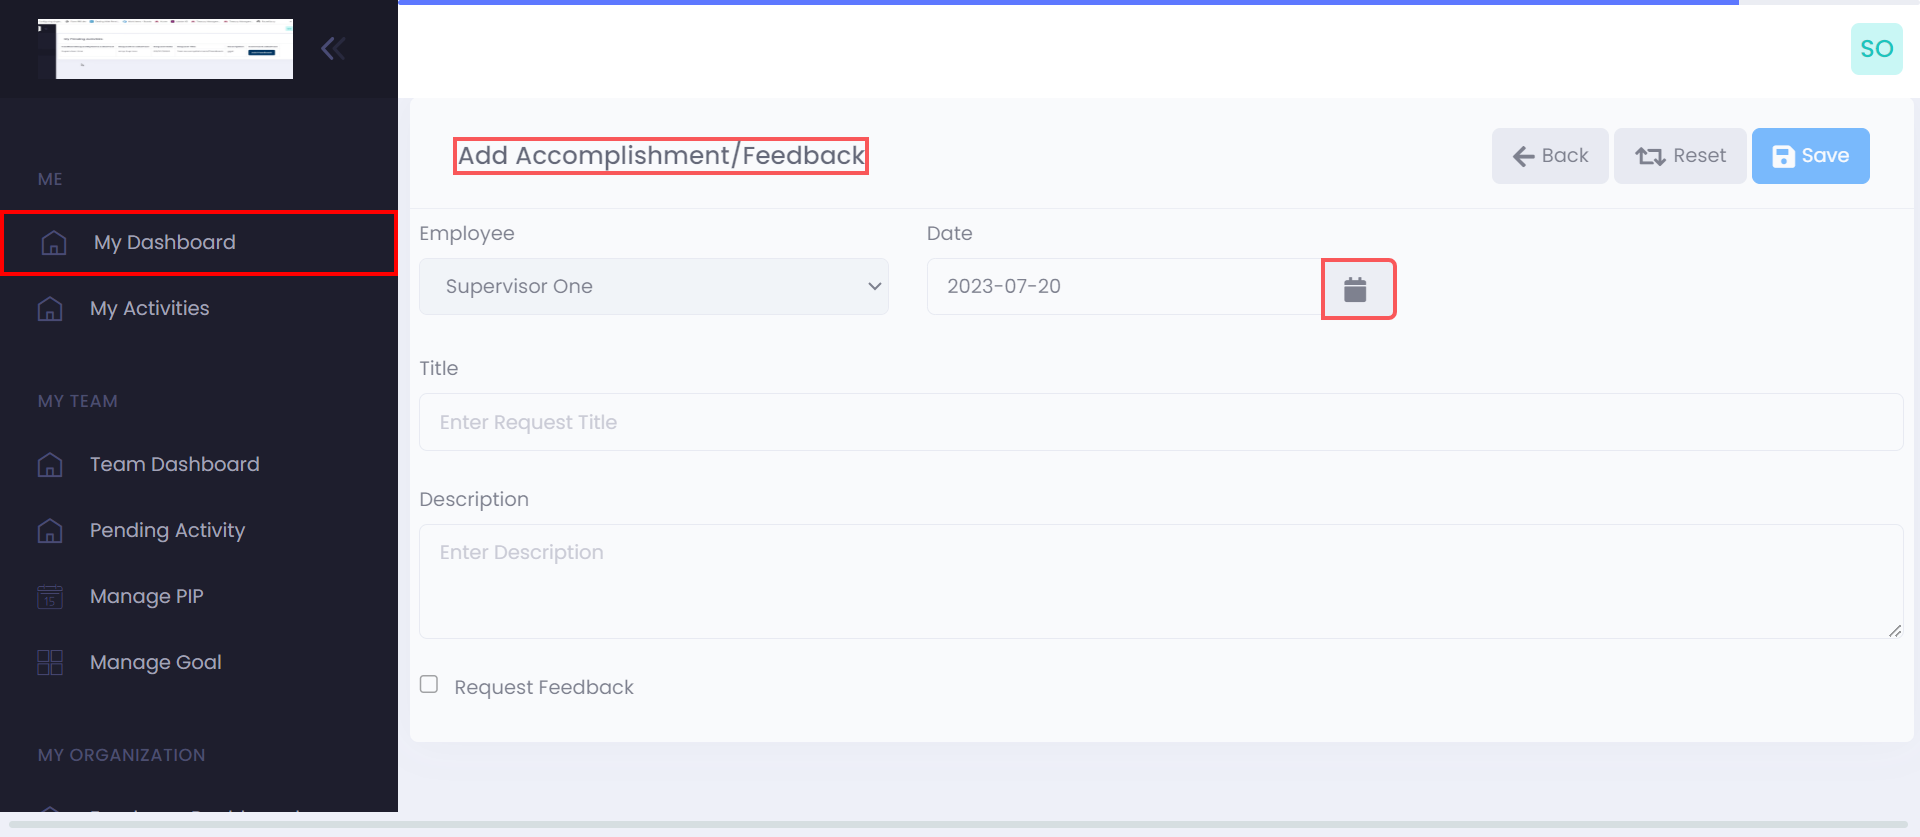 SO
ME
My Dashboard
My Activities
MY TEAM
Team Dashboard
Pending Activity
Manage PIP
15
Manage Goal
MY ORGANIZATION
Add Accomplishment/Feedback
Back
Reset
Save
Employee
Date
Supervisor One
2023-07-20
Title
Enter Request Title
Description
Enter Description
Request Feedback